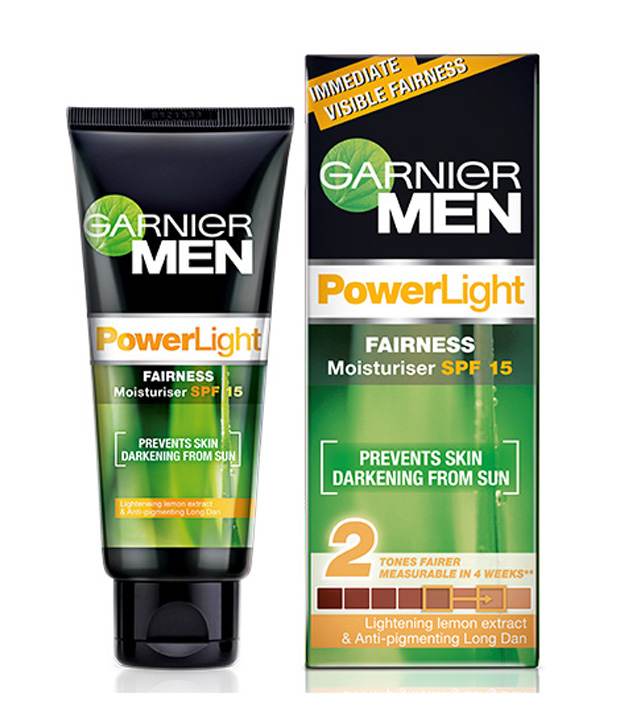 GARNIER
MEN
PowerLight
FAIRNESS
Moisturiser SPF 15
PREVENTS SKIN
DARKENING FROM SUN
Lightening lemon extract
& Anti-pigmenting Long Dan
IMMEDIATE
VISIBLE FAIRNESS
GARNIER
MEN
PowerLight
FAIRNESS
Moisturiser SPF 15
PREVENTS SKIN
DARKENING FROM SUN
2
TONES FAIRER
MEASURABLE IN 4 WEEKS**
Lightening lemon extract
& Anti-pigmenting Long Dan